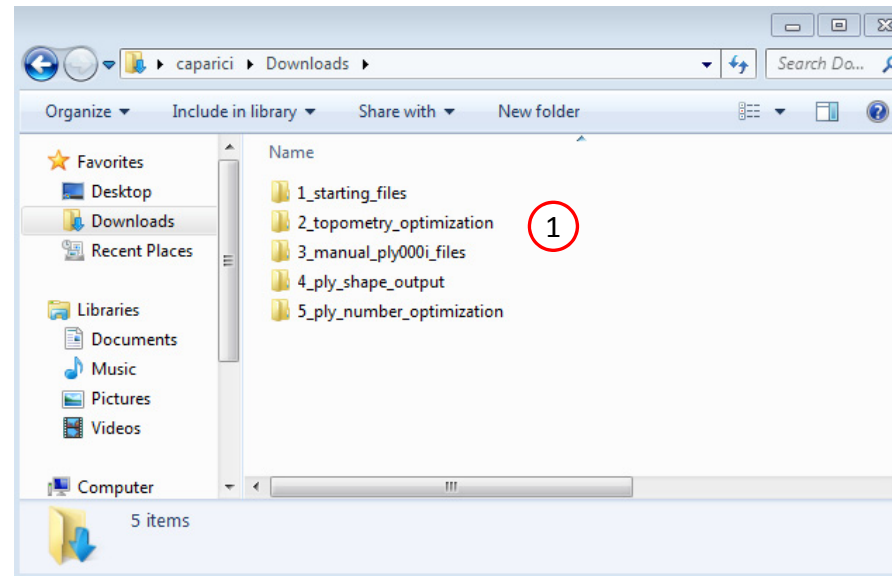 caparici Downloads
Search Do...
Organize Include in library Share with New folder
Favorites
Desktop
Downloads
Recent Places
Libraries
Documents
Music
Pictures
Videos
Computer
Name
1_starting_files
2_topometry_optimization
3_manual_ply000i_files
4_ply_shape_output
5_ply_number_optimization
1
5 items